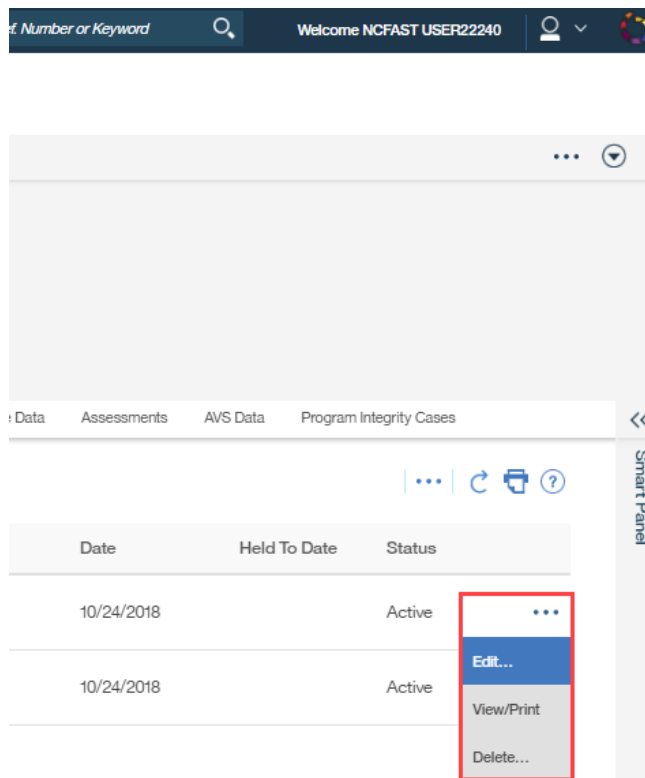 ef. Number or Keyword Welcome NCFAST USER22240
Data Assessments AVS Data Program Integrity Cases
Smart Panel
Date Held To Date Status
10/24/2018 Active
Edit...
10/24/2018 Active
View/Print
Delete...